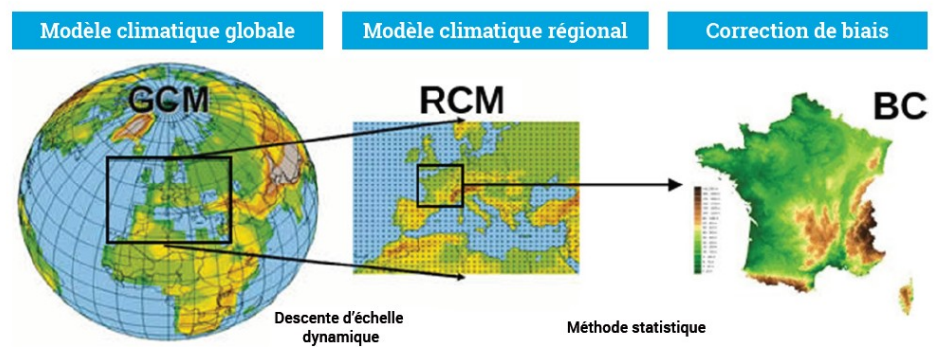 Modèle climatique globale
Modèle climatique régional
Correction de biais
GCM
RCM
BC
Descente d'échelle
dynamique
Méthode statistique